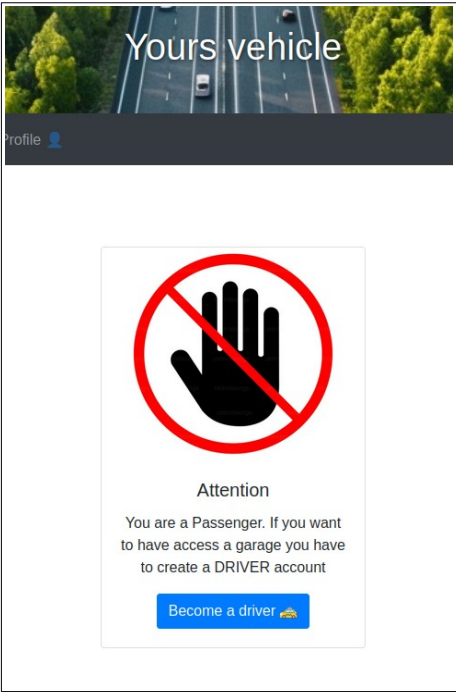 Yours vehicle
Profile 👤
Attention
You are a Passenger. If you want
to have access a garage you have
to create a DRIVER account
Become a driver 🚕